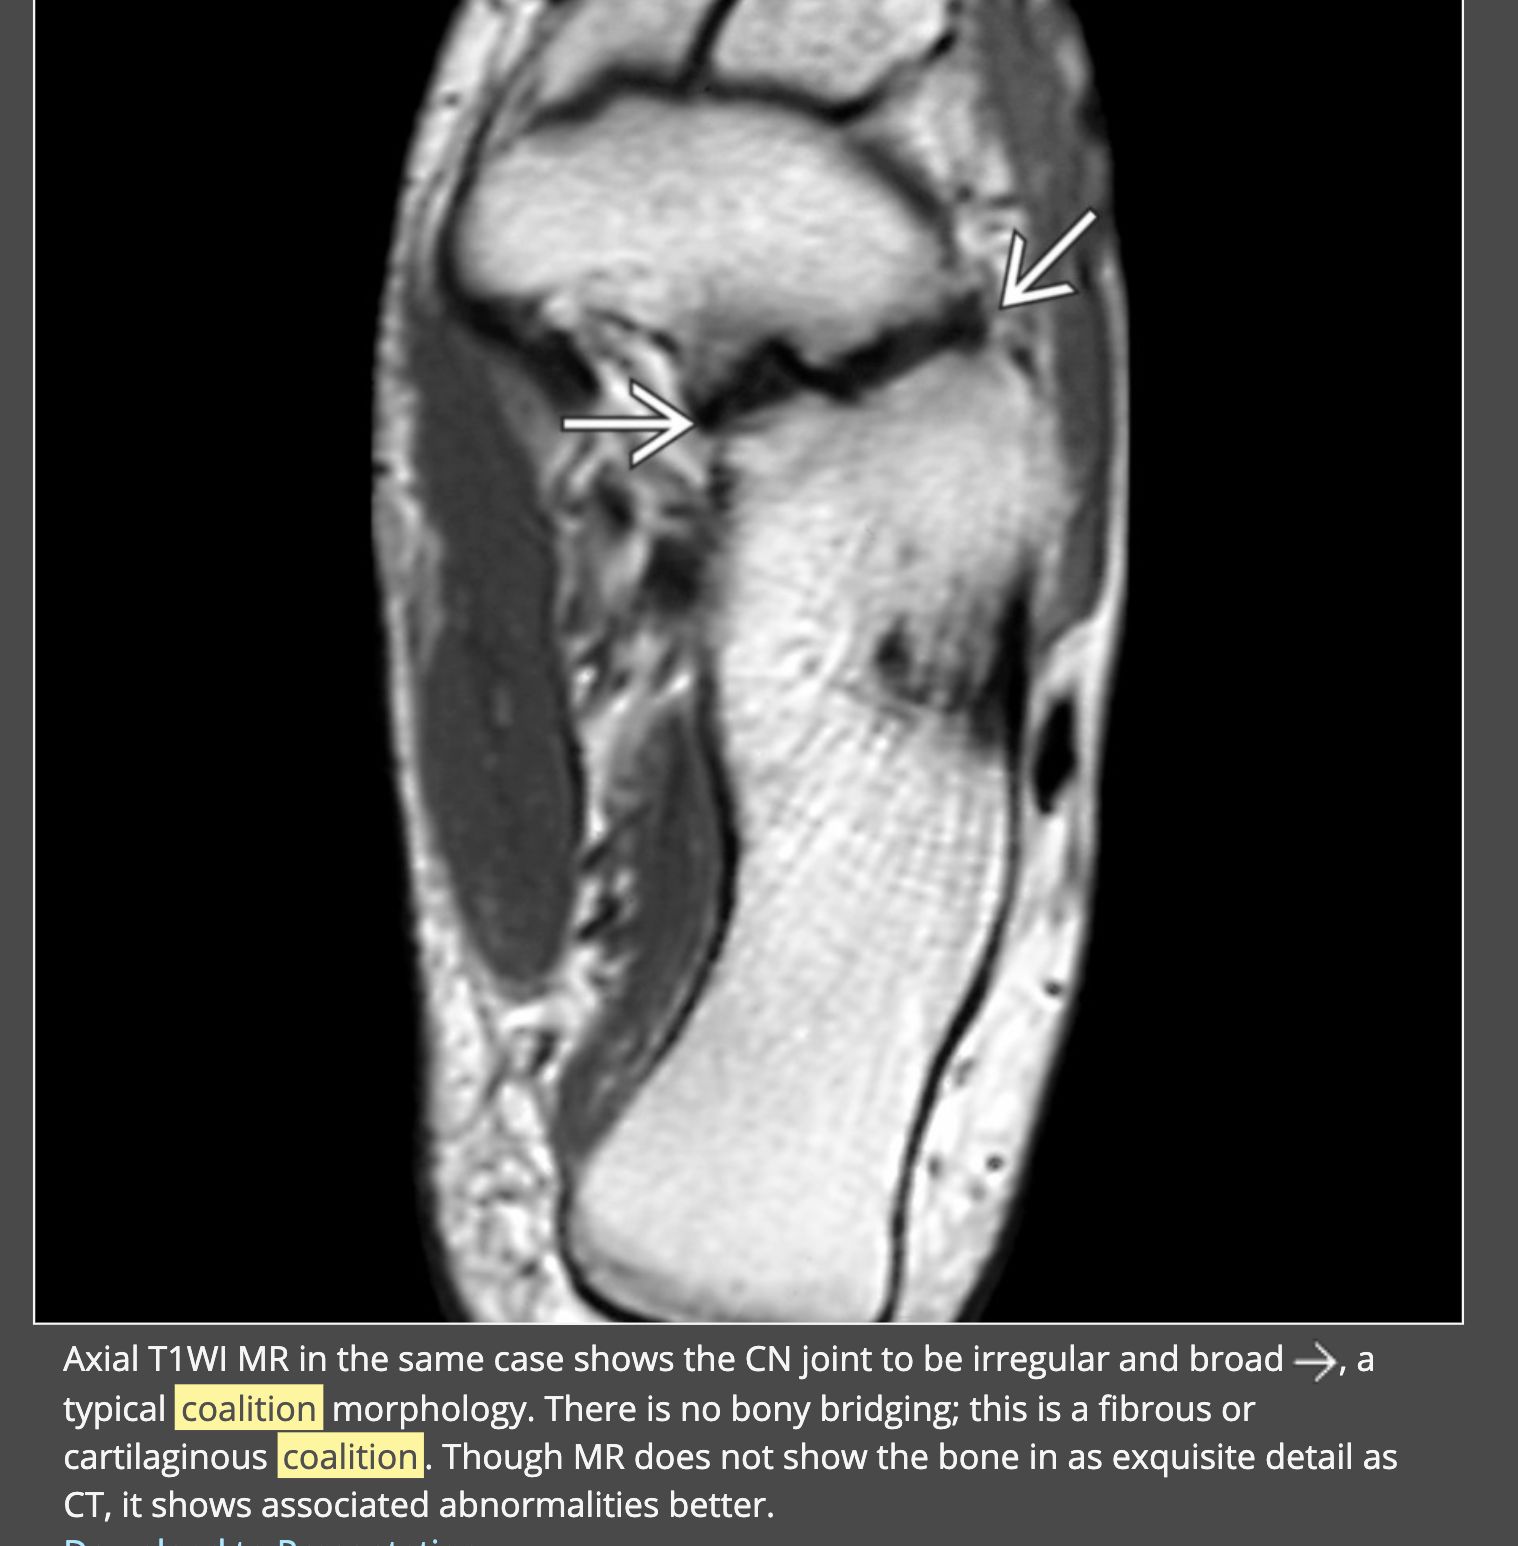 Axial T1WI MR in the same case shows the CN joint to be irregular and broad →, a
typical coalition morphology. There is no bony bridging; this is a fibrous or
cartilaginous coalition. Though MR does not show the bone in as exquisite detail as
CT, it shows associated abnormalities better.